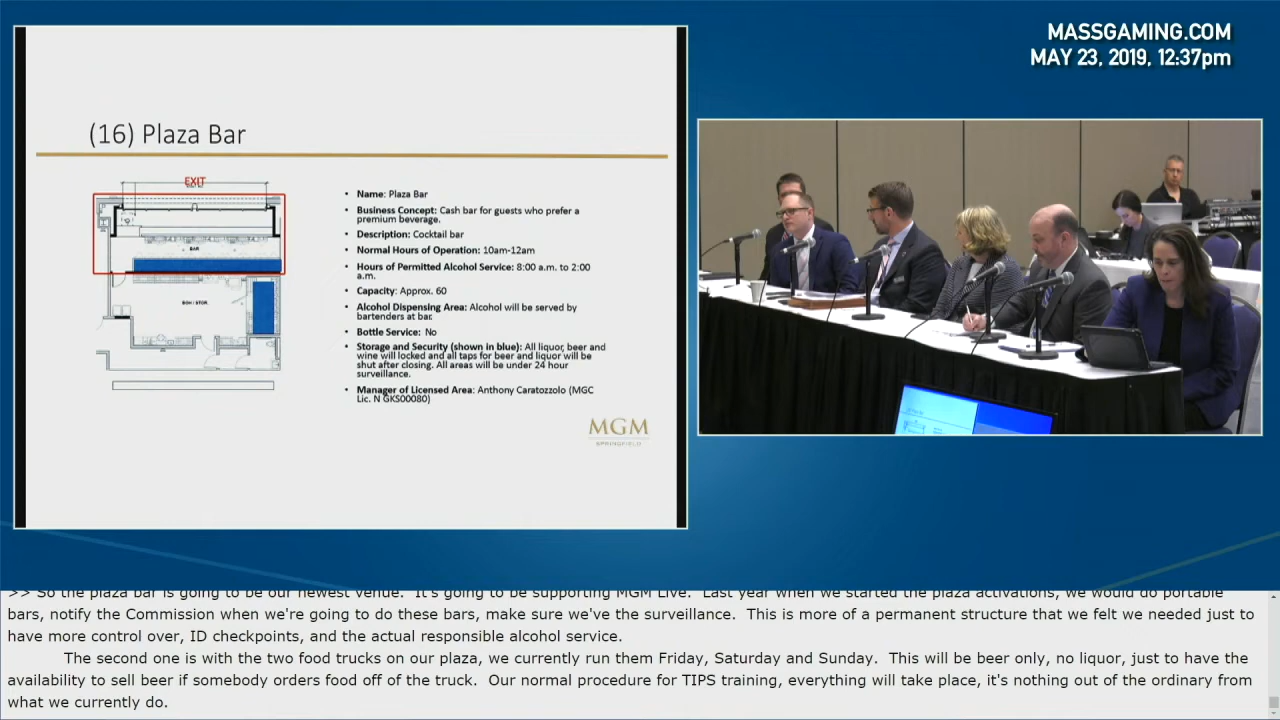 MASSGAMING.COM
MAY 23, 2019, 12:37pm
(16) Plaza Bar
EXIT
BAR
BOH / STOR.
• Name: Plaza Bar
• Business Concept: Cash bar for guests who prefer a
premium beverage.
• Description: Cocktail bar
• Normal Hours of Operation: 10am-12am
• Hours of Permitted Alcohol Service: 8:00 a.m. to 2:00
a.m.
• Capacity: Approx. 60
• Alcohol Dispensing Area: Alcohol will be served by
bartenders at bar.
• Bottle Service: No
• Storage and Security (shown in blue): All liquor, beer and
wine will locked and all taps for beer and liquor will be
shut after closing. All areas will be under 24 hour
surveillance.
• Manager of Licensed Area: Anthony Caratozzolo (MGC
Lic. N GKS00080)
MGM
SPRINGFIELD
>> So the plaza bar is going to be our newest venue. It's going to be supporting MGM Live. Last year when we started the plaza activations, we would do portable
bars, notify the Commission when we're going to do these bars, make sure we've the surveillance. This is more of a permanent structure that we felt we needed just to
have more control over, ID checkpoints, and the actual responsible alcohol service.
The second one is with the two food trucks on our plaza, we currently run them Friday, Saturday and Sunday. This will be beer only, no liquor, just to have the
availability to sell beer if somebody orders food off of the truck. Our normal procedure for TIPS training, everything will take place, it's nothing out of the ordinary from
what we currently do.